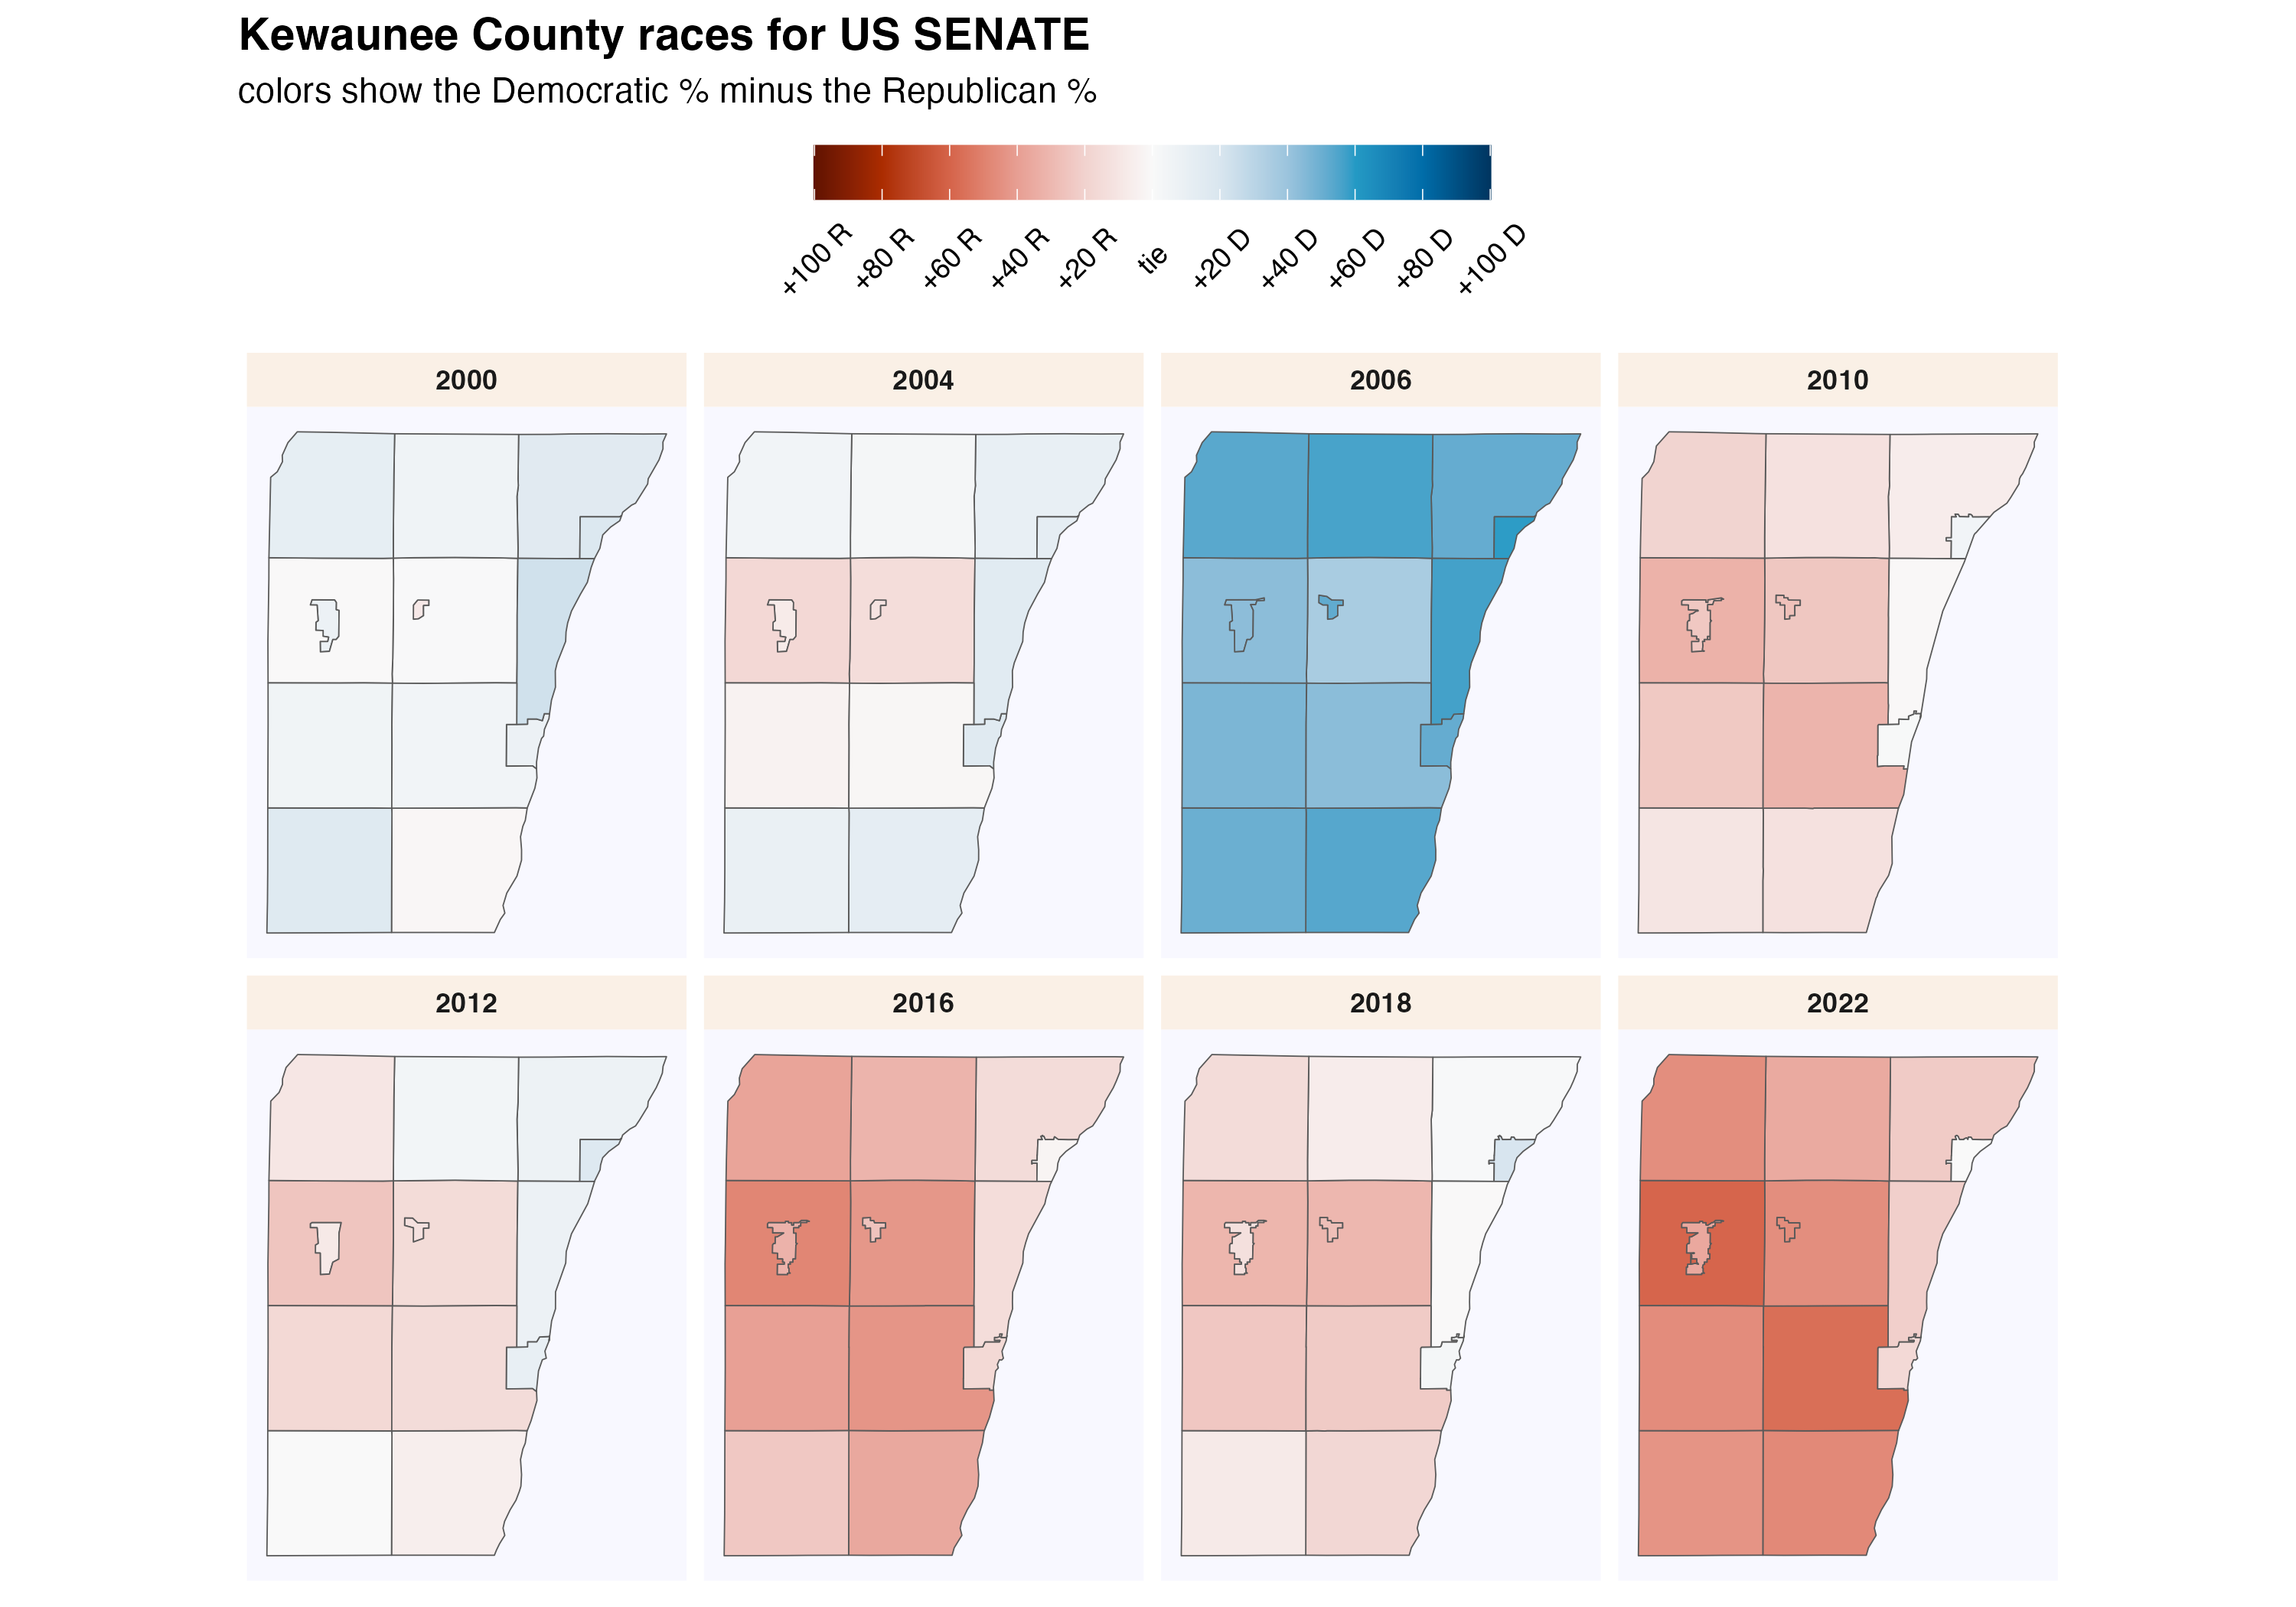 Kewaunee County races for US SENATE
colors show the Democratic % minus the Republican %
+100 R
+80 R
+60 R
+40 R
+20 R
tie
+20 D
+40 D
+60 D
+80 D
+100 D
2000
2004
2006
2010
2012
2016
2018
2022